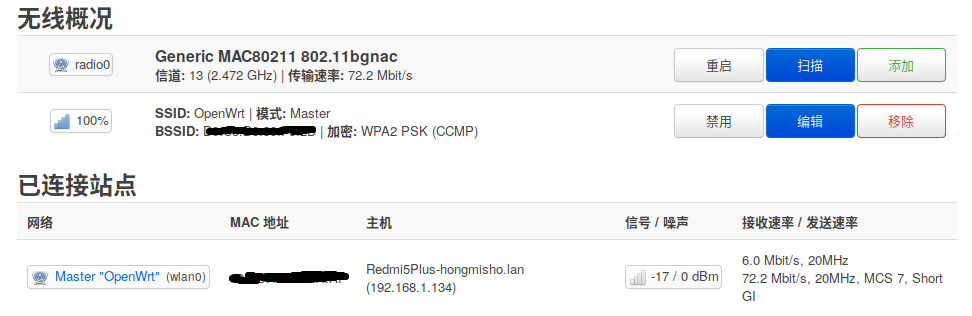 无线概况
radio0
Generic MAC80211 802.11bgnac
信道: 13 (2.472 GHz) | 传输速率: 72.2 Mbit/s
重启
扫描
添加
100%
SSID: OpenWrt | 模式: Master
BSSID: | 加密: WPA2 PSK (CCMP)
禁用
编辑
移除
已连接站点
网络
MAC 地址
主机
信号 / 噪声
接收速率 / 发送速率
Master "OpenWrt" (wlan0)
Redmi5Plus-hongmisho.lan
(192.168.1.134)
-17 / 0 dBm
6.0 Mbit/s, 20MHz
72.2 Mbit/s, 20MHz, MCS 7, Short
GI